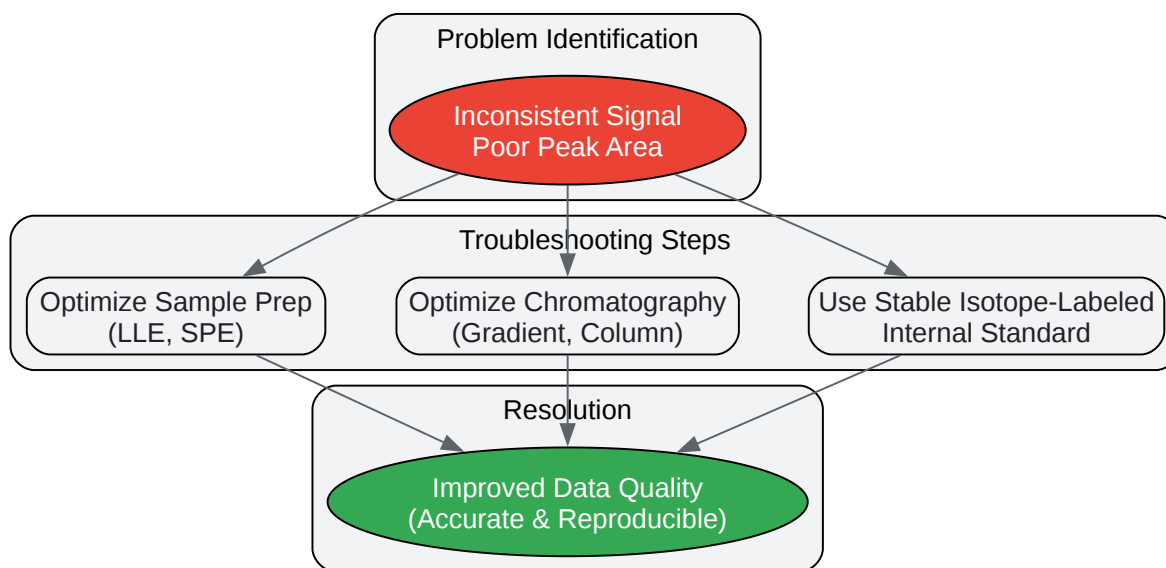 Problem Identification
Inconsistent Signal
Poor Peak Area
Troubleshooting Steps
Optimize Sample Prep
(LLE, SPE)
Optimize Chromatography
(Gradient, Column)
Use Stable Isotope-Labeled
Internal Standard
Resolution
Improved Data Quality
(Accurate & Reproducible)